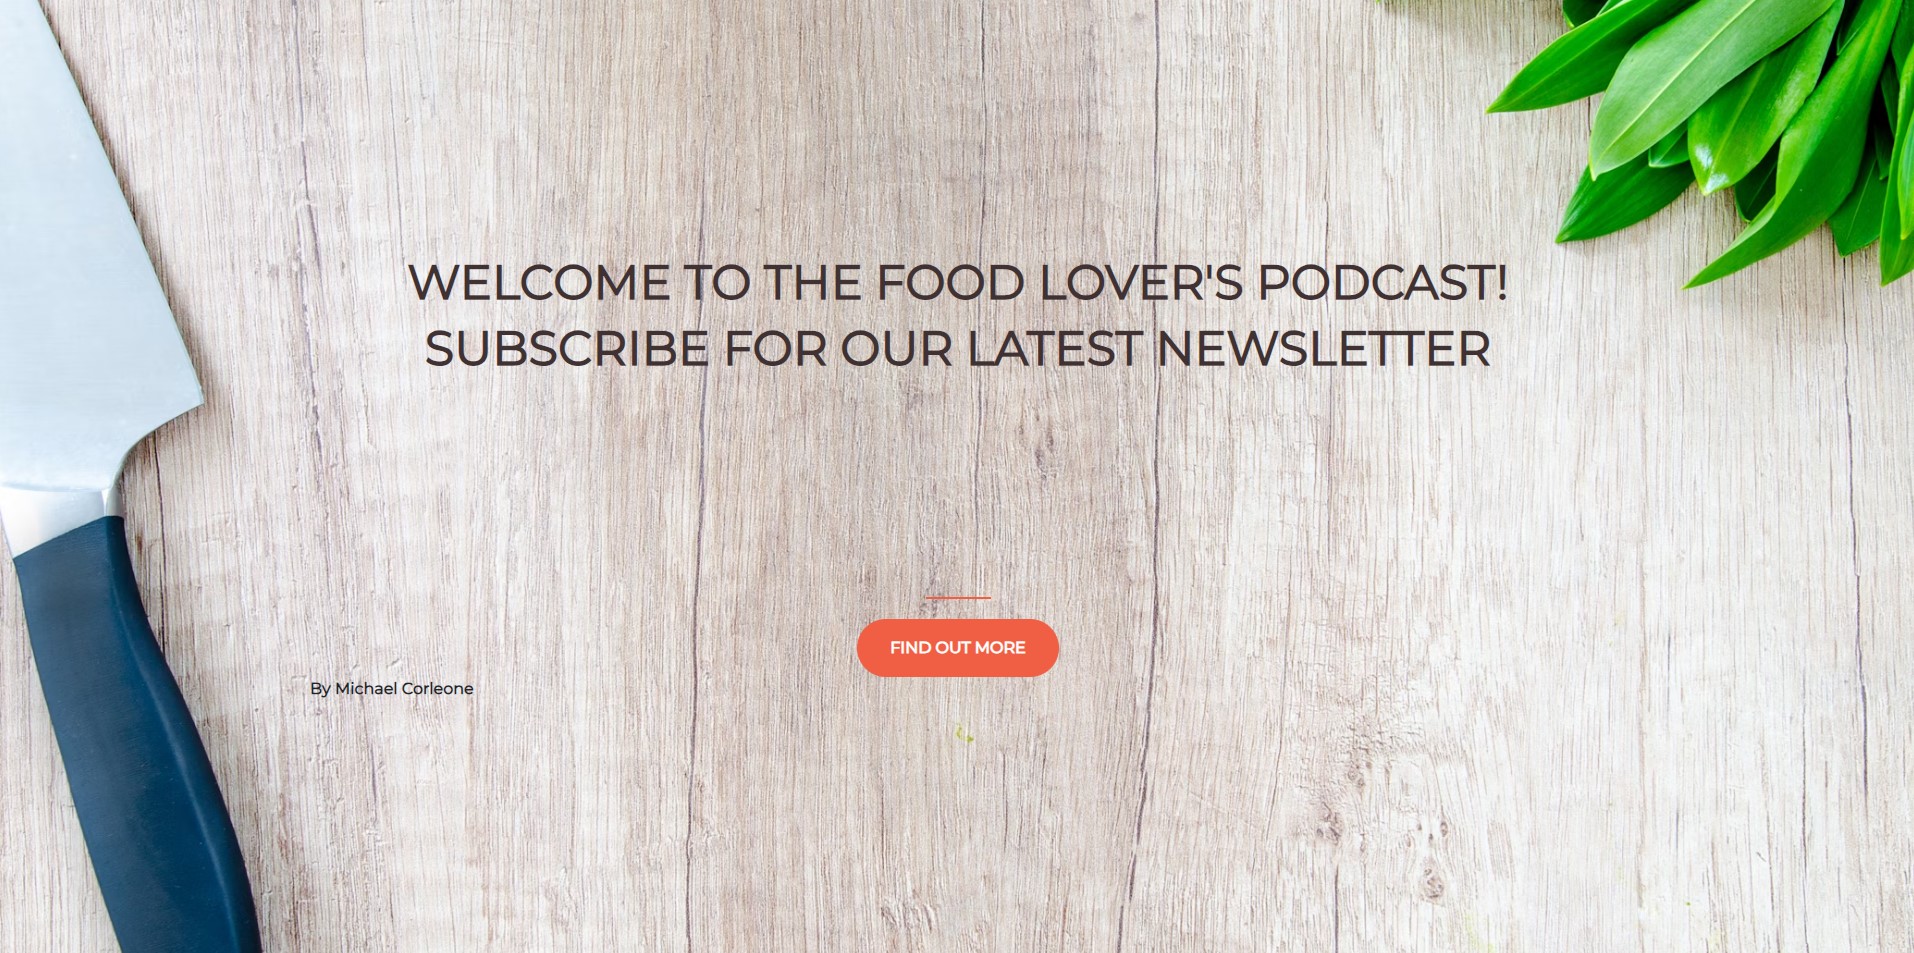 WELCOME TO THE FOOD LOVER'S PODCAST!
SUBSCRIBE FOR OUR LATEST NEWSLETTER
FIND OUT MORE
By Michael Corleone